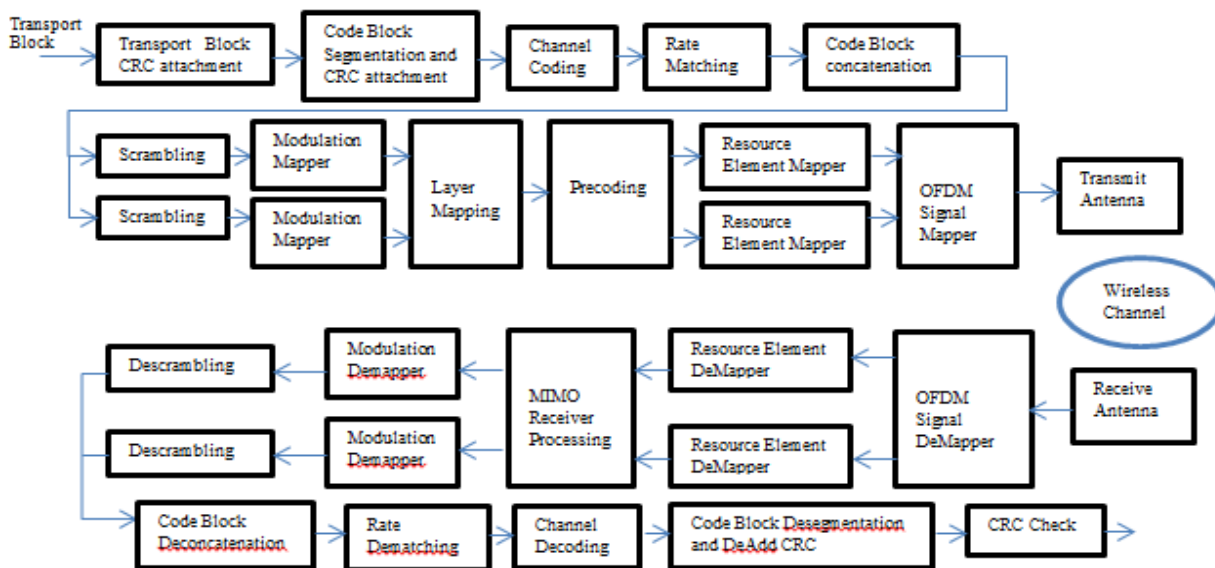 Transport
Block
Transport Block
CRC attachment
Code Block
Segmentation and
CRC attachment
Channel
Coding
Rate
Matching
Code Block
concatenation
Scrambling
Modulation
Mapper
Layer
Mapping
Precoding
Resource
Element Mapper
OFDM
Signal
Mapper
Transmit
Antenna
Scrambling
Modulation
Mapper
Resource
Element Mapper
Wireless
Channel
Descrambling
Modulation
Demapper
MIMO
Receiver
Processing
Resource Element
DeMapper
OFDM
Signal
DeMapper
Receive
Antenna
Descrambling
Modulation
Demapper
Resource Element
DeMapper
Code Block
Deconcatenation
Rate
Dematching
Channel
Decoding
Code Block Desegmentation
and DeAdd CRC
CRC Check